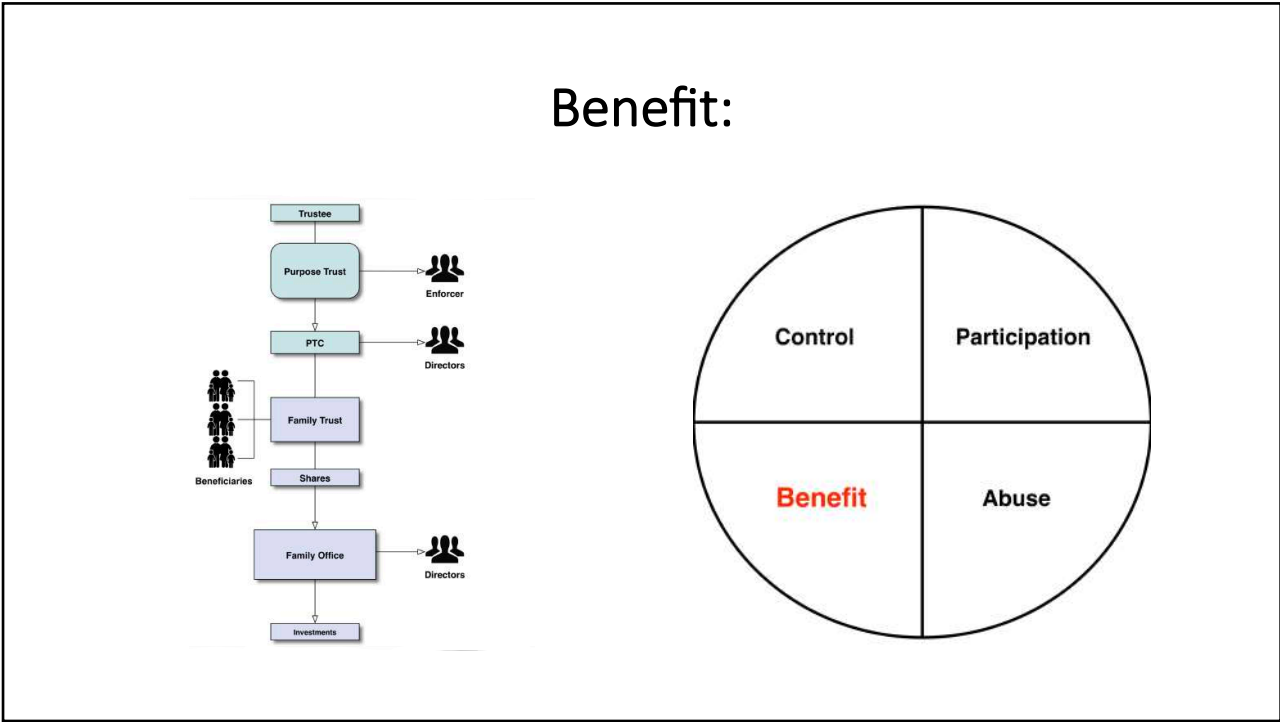 Benefit:
Trustee
Purpose Trust
Enforcer
PTC
Directors
Family Trust
Beneficiaries
Shares
Family Office
Directors
Investments
Control
Participation
Benefit
Abuse